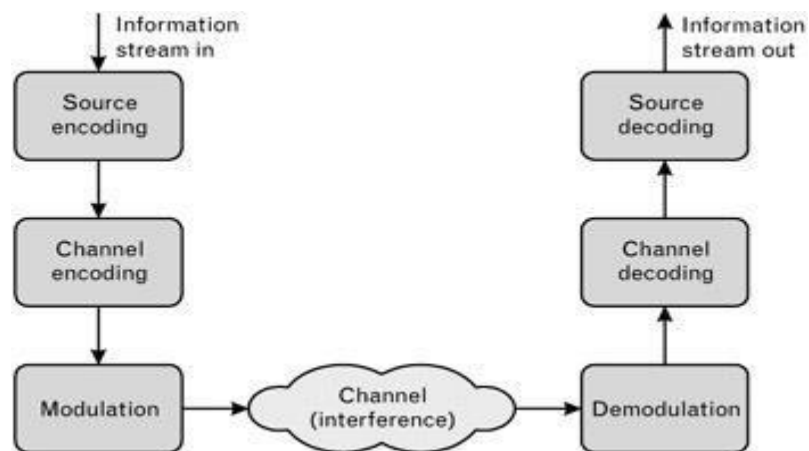 Information
stream in
Source
encoding
Channel
encoding
Modulation
Channel
(interference)
Demodulation
Channel
decoding
Source
decoding
Information
stream out